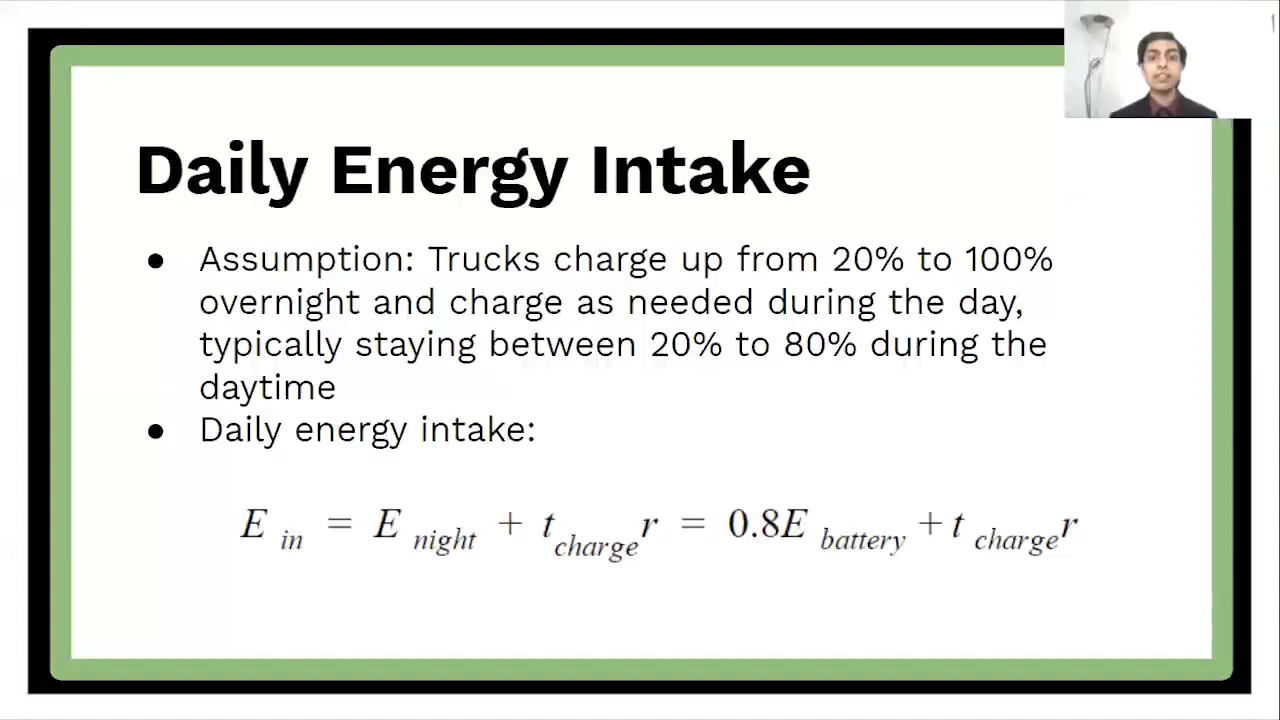 Daily Energy Intake
● Assumption: Trucks charge up from 20% to 100%
overnight and charge as needed during the day,
typically staying between 20% to 80% during the
daytime
● Daily energy intake:
E in = E night + t charge r = 0.8E battery + t charge r